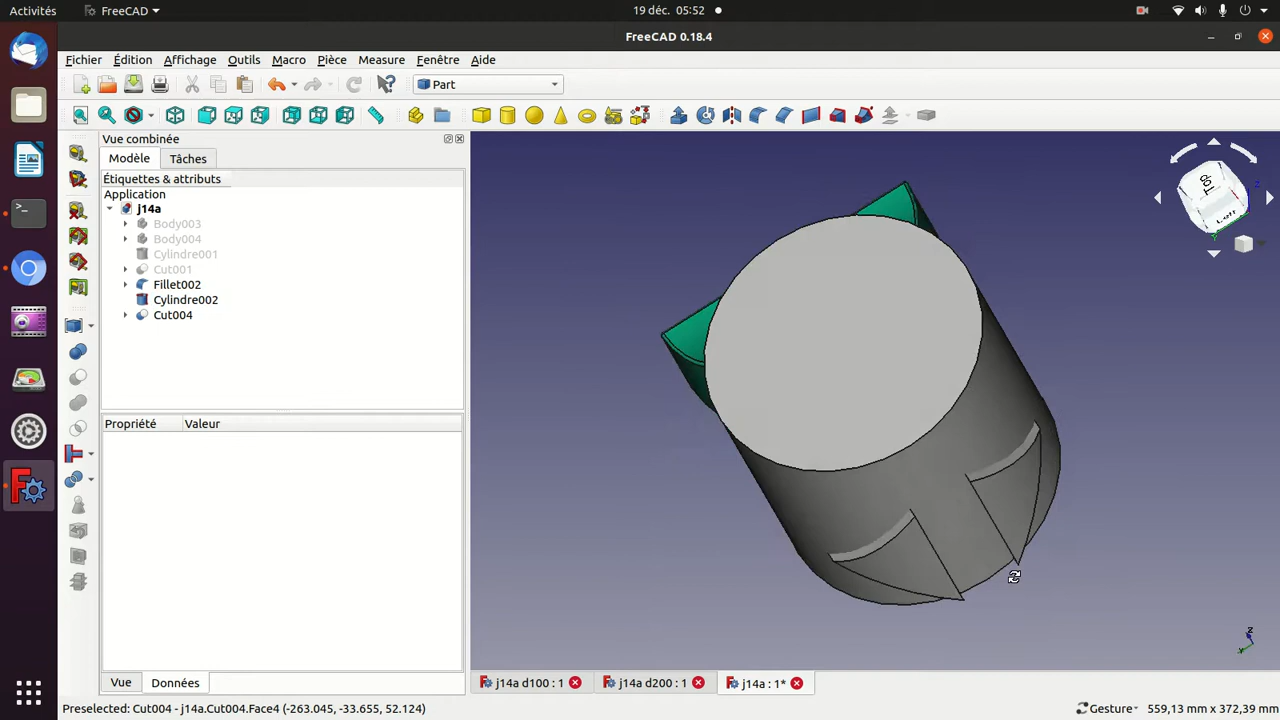 Activités
FreeCAD
19 déc. 05:52
FreeCAD 0.18.4
Fichier Édition Affichage Outils Macro Pièce Measure Fenêtre Aide
Part
Vue combinée
Modèle Tâches
Étiquettes & attributs
Application
j14a
Body003
Body004
Cylindre001
Cut001
Fillet002
Cylindre002
Cut004
Propriété Valeur
TOP
Z
Y
Z
Y
Vue Données
j14a d100 : 1
j14a d200 : 1
j14a : 1*
Preselected: Cut004 - j14a.Cut004.Face4 (-263.045, -33.655, 52.124)
Gesture
559,13 mm x 372,39 mm